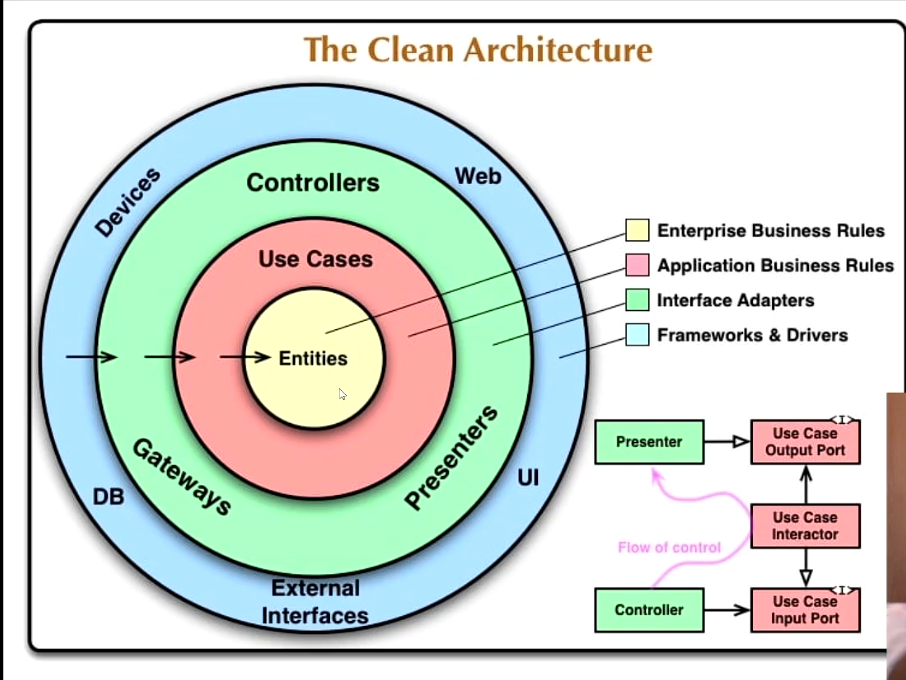 The Clean Architecture
Devices
Controllers
Web
Use Cases
Entities
Gateways
Presenters
DB
UI
External
Interfaces
Enterprise Business Rules
Application Business Rules
Interface Adapters
Frameworks & Drivers
Presenter
<I>
Use Case
Output Port
Use Case
Interactor
Flow of control
Controller
<I>
Use Case
Input Port